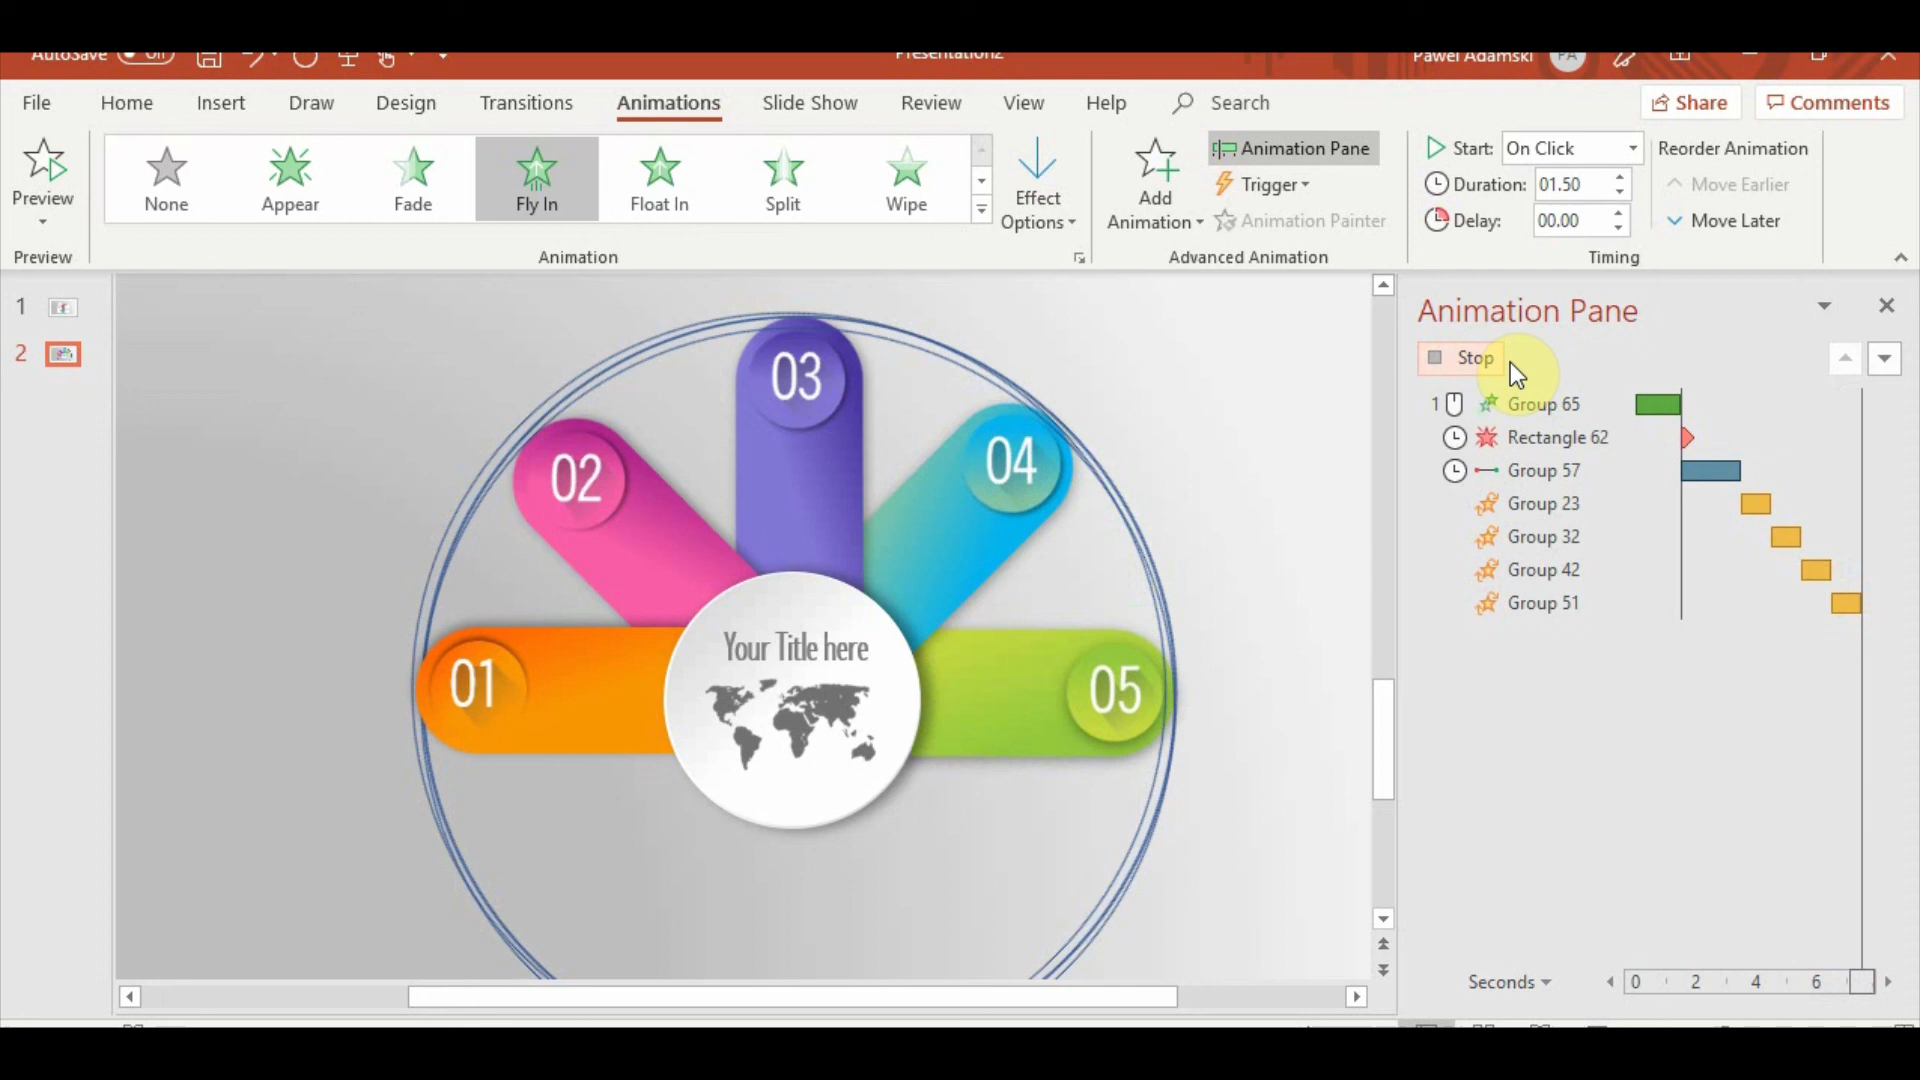 AutoSave Off Presentation2 Pawel Adamski PA
File Home Insert Draw Design Transitions Animations Slide Show Review View Help Search Share Comments
Preview
None Appear Fade Fly In Float In Split Wipe
Effect Options
Add Animation
Animation Pane
Trigger
Animation Painter
Start: On Click
Duration: 01.50
Delay: 00.00
Reorder Animation
Move Earlier
Move Later
Preview Animation Advanced Animation Timing
1
2
03
02
04
01
05
Your Title here
Animation Pane
Stop
1 Group 65
Rectangle 62
Group 57
Group 23
Group 32
Group 42
Group 51
Seconds 0 2 4 6